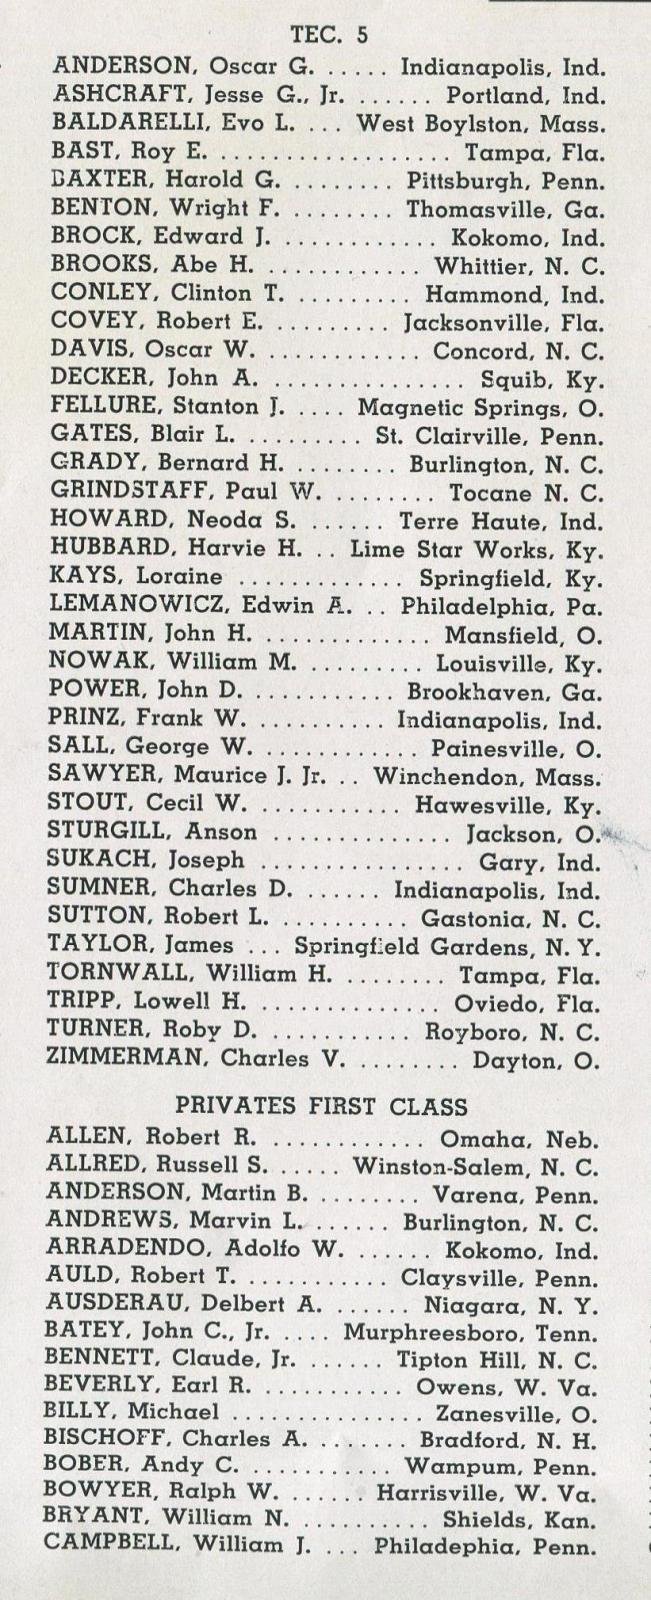 TEC. 5
ANDERSON, Oscar G. ..... Indianapolis, Ind.
ASHCRAFT, Jesse G., Jr. ...... Portland, Ind.
BALDARELLI, Evo L. ... West Boylston, Mass.
BAST, Roy E. .................. Tampa, Fla.
BAXTER, Harold G. ........ Pittsburgh, Penn.
BENTON, Wright F. ........ Thomasville, Ga.
BROCK, Edward J. ............ Kokomo, Ind.
BROOKS, Abe H. ............ Whittier, N. C.
CONLEY, Clinton T. ......... Hammond, Ind.
COVEY, Robert E. ......... Jacksonville, Fla.
DAVIS, Oscar W. ............ Concord, N. C.
DECKER, John A. ............... Squib, Ky.
FELLURE, Stanton J. ..... Magnetic Springs, O.
GATES, Blair L. ......... St. Clairville, Penn.
GRADY, Bernard H. ........ Burlington, N. C.
GRINDSTAFF, Paul W. ........ Tocane N. C.
HOWARD, Neoda S. ...... Terre Haute, Ind.
HUBBARD, Harvie H. .. Lime Star Works, Ky.
KAYS, Loraine ............. Springfield, Ky.
LEMANOWICZ, Edwin A. .. Philadelphia, Pa.
MARTIN, John H. ............. Mansfield, O.
NOWAK, William M. ......... Louisville, Ky.
POWER, John D. ........... Brookhaven, Ga.
PRINZ, Frank W. .......... Indianapolis, Ind.
SALL, George W. ............ Painesville, O.
SAWYER, Maurice J. Jr. .. Winchendon, Mass.
STOUT, Cecil W. ........... Hawesville, Ky.
STURGILL, Anson .............. Jackson, O.
SUKACH, Joseph ................ Gary, Ind.
SUMNER, Charles D. ...... Indianapolis, Ind.
SUTTON, Robert L. .......... Gastonia, N. C.
TAYLOR, James ... Springfield Gardens, N. Y.
TORNWALL, William H. ........ Tampa, Fla.
TRIPP, Lowell H. .............. Oviedo, Fla.
TURNER, Roby D. ........... Royboro, N. C.
ZIMMERMAN, Charles V. ........ Dayton, O.
PRIVATES FIRST CLASS
ALLEN, Robert R. ............ Omaha, Neb.
ALLRED, Russell S. ...... Winston-Salem, N. C.
ANDERSON, Martin B. ........ Varena, Penn.
ANDREWS, Marvin L. ...... Burlington, N. C.
ARRADENDO, Adolfo W. ...... Kokomo, Ind.
AULD, Robert T. ........... Claysville, Penn.
AUSDERAU, Delbert A. ...... Niagara, N. Y.
BATEY, John C., Jr. .... Murphreesboro, Tenn.
BENNETT, Claude, Jr. ...... Tipton Hill, N. C.
BEVERLY, Earl R. ........... Owens, W. Va.
BILLY, Michael ............... Zanesville, O.
BISCHOFF, Charles A. ....... Bradford, N. H.
BOBER, Andy C. ........... Wampum, Penn.
BOWYER, Ralph W. ...... Harrisville, W. Va.
BRYANT, William N. .......... Shields, Kan.
CAMPBELL, William J. ... Philadephia, Penn.